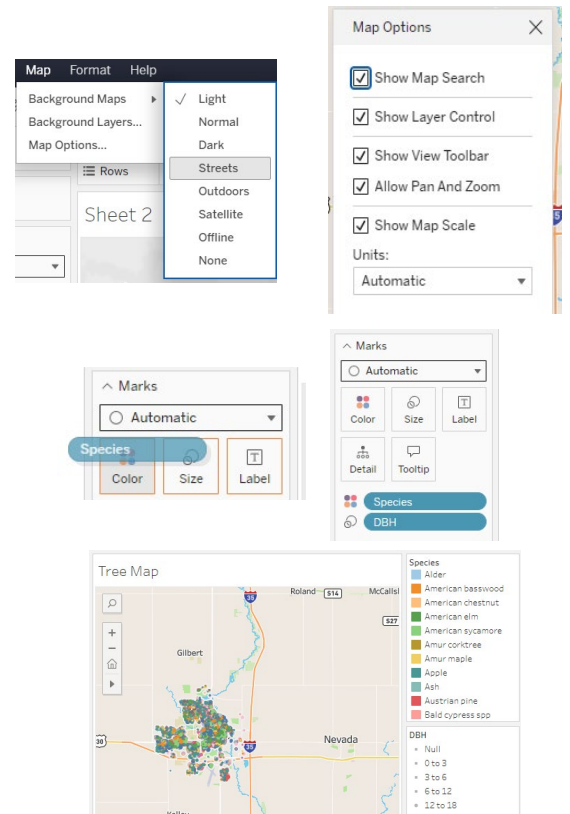 Map Format Help
Background Maps
Background Layers...
Map Options...
Light
Normal
Dark
Streets
Outdoors
Satellite
Offline
None
Rows
Sheet 2
Map Options
Show Map Search
Show Layer Control
Show View Toolbar
Allow Pan And Zoom
Show Map Scale
Units:
Automatic
Marks
Automatic
Species
Color Size Label
Marks
Automatic
Color Size Label
Detail Tooltip
Species
DBH
Tree Map
Roland 514 McCalls
35
527
Gilbert
30
35
Nevada
Species
Alder
American basswood
American chestnut
American elm
American sycamore
Amur corktree
Amur maple
Apple
Ash
Austrian pine
Bald cypress spp
DBH
Null
0 to 3
3 to 6
6 to 12
12 to 18